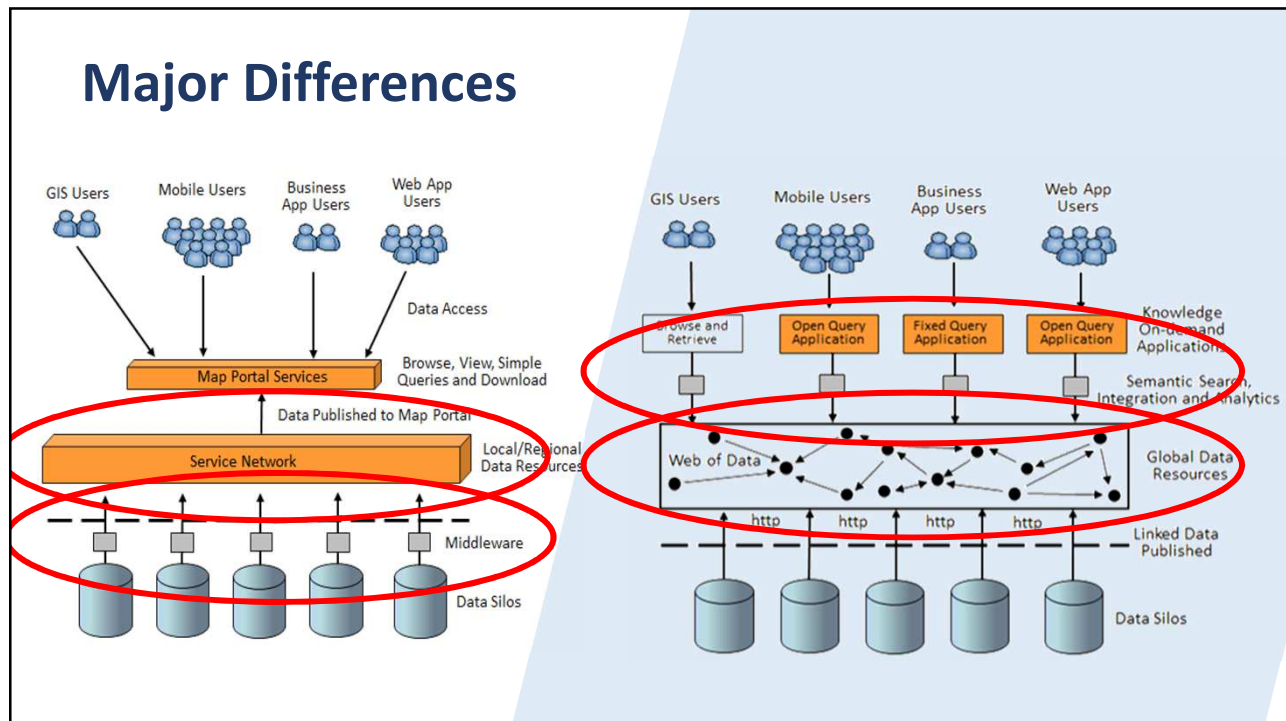 Major Differences
GIS Users
Mobile Users
Business
App Users
Web App
Users
Data Access
Map Portal Services
Browse, View, Simple
Queries and Download
Data Published to Map Portal
Service Network
Local/Regional
Data Resources
Middleware
Data Silos
GIS Users
Mobile Users
Business
App Users
Web App
Users
Browse and
Retrieve
Open Query
Application
Fixed Query
Application
Open Query
Application
Knowledge
On-demand
Applications
Semantic Search,
Integration and Analytics
Web of Data
Global Data
Resources
http
http
http
http
Linked Data
Published
Data Silos